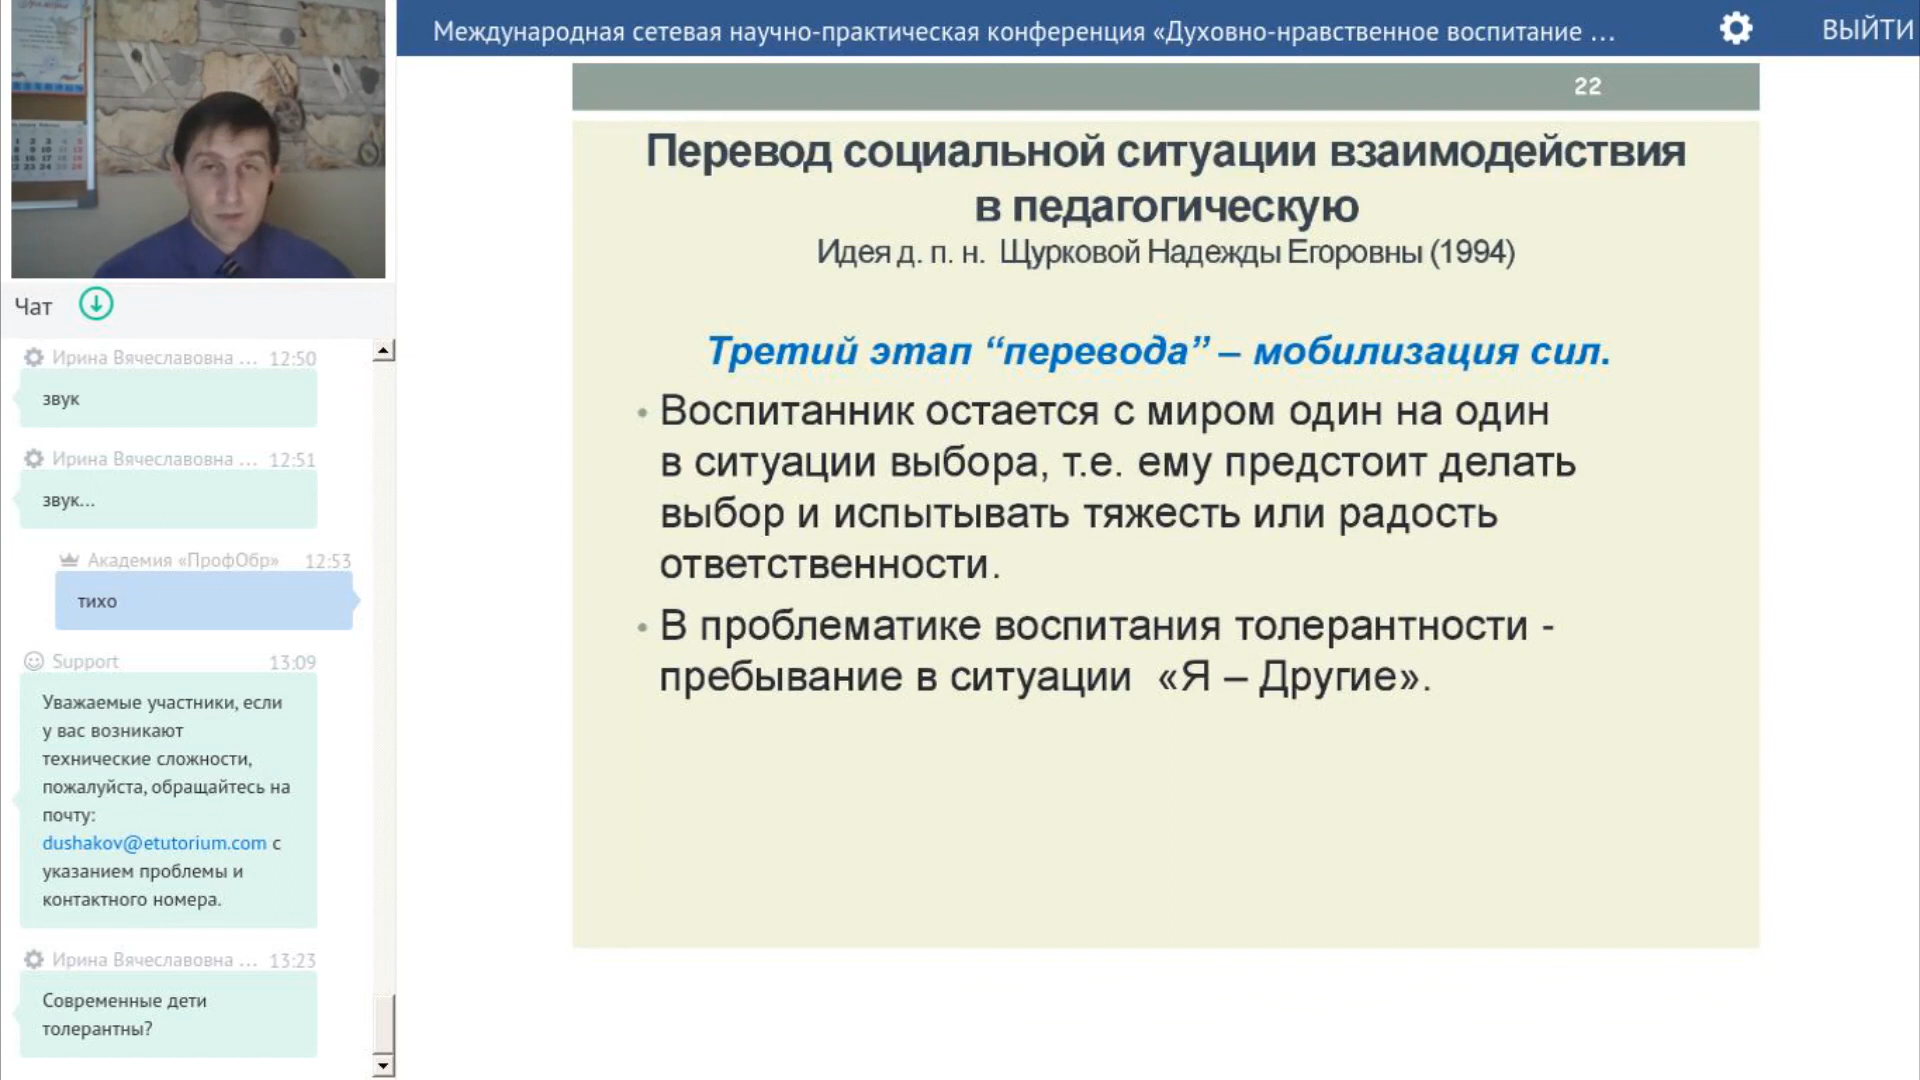 Международная сетевая научно-практическая конференция «Духовно-нравственное воспитание ...
ВЫЙТИ
22
Перевод социальной ситуации взаимодействия
в педагогическую
Идея д. п. н. Щурковой Надежды Егоровны (1994)
Третий этап “перевода” – мобилизация сил.
• Воспитанник остается с миром один на один
в ситуации выбора, т.е. ему предстоит делать
выбор и испытывать тяжесть или радость
ответственности.
• В проблематике воспитания толерантности -
пребывание в ситуации «Я – Другие».
Чат
Ирина Вячеславовна ... 12:50
звук
Ирина Вячеславовна ... 12:51
звук...
Академия «ПрофОбр» 12:53
тихо
Support 13:09
Уважаемые участники, если
у вас возникают
технические сложности,
пожалуйста, обращайтесь на
почту:
dushakov@etutorium.com с
указанием проблемы и
контактного номера.
Ирина Вячеславовна ... 13:23
Современные дети
толерантны?